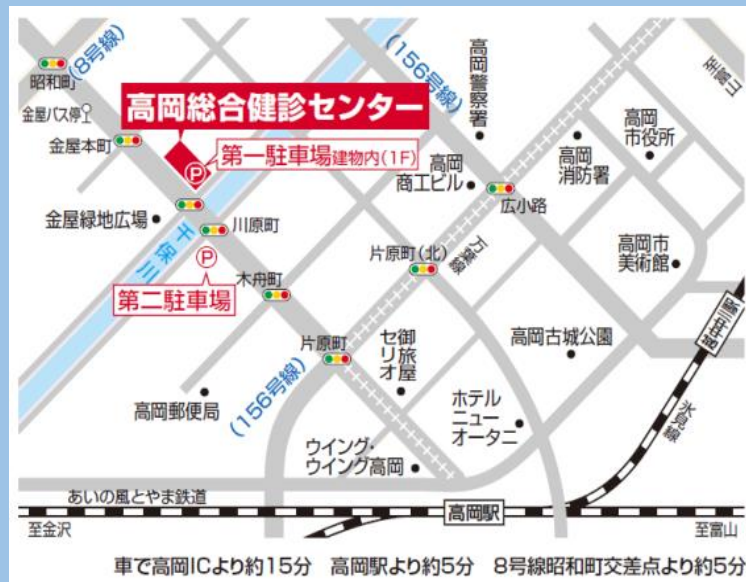 (8号線)
昭和町
金屋バス停
金屋本町
高岡総合健診センター
P
第一駐車場建物内(1F)
(156号線)
高岡
警察署
至富山
高岡
市役所
高岡
消防署
高岡
商工ビル
広小路
金屋緑地広場
川原町
千保川
P
第二駐車場
木舟町
片原町(北)
万葉線
高岡市
美術館
片原町
御旅屋
セリオ
高岡古城公園
(156号線)
高岡郵便局
ホテル
ニュー
オータニ
氷見線
ウイング・
ウイング高岡
あいの風とやま鉄道
高岡駅
至金沢
至富山
車で高岡ICより約15分 高岡駅より約5分 8号線昭和町交差点より約5分